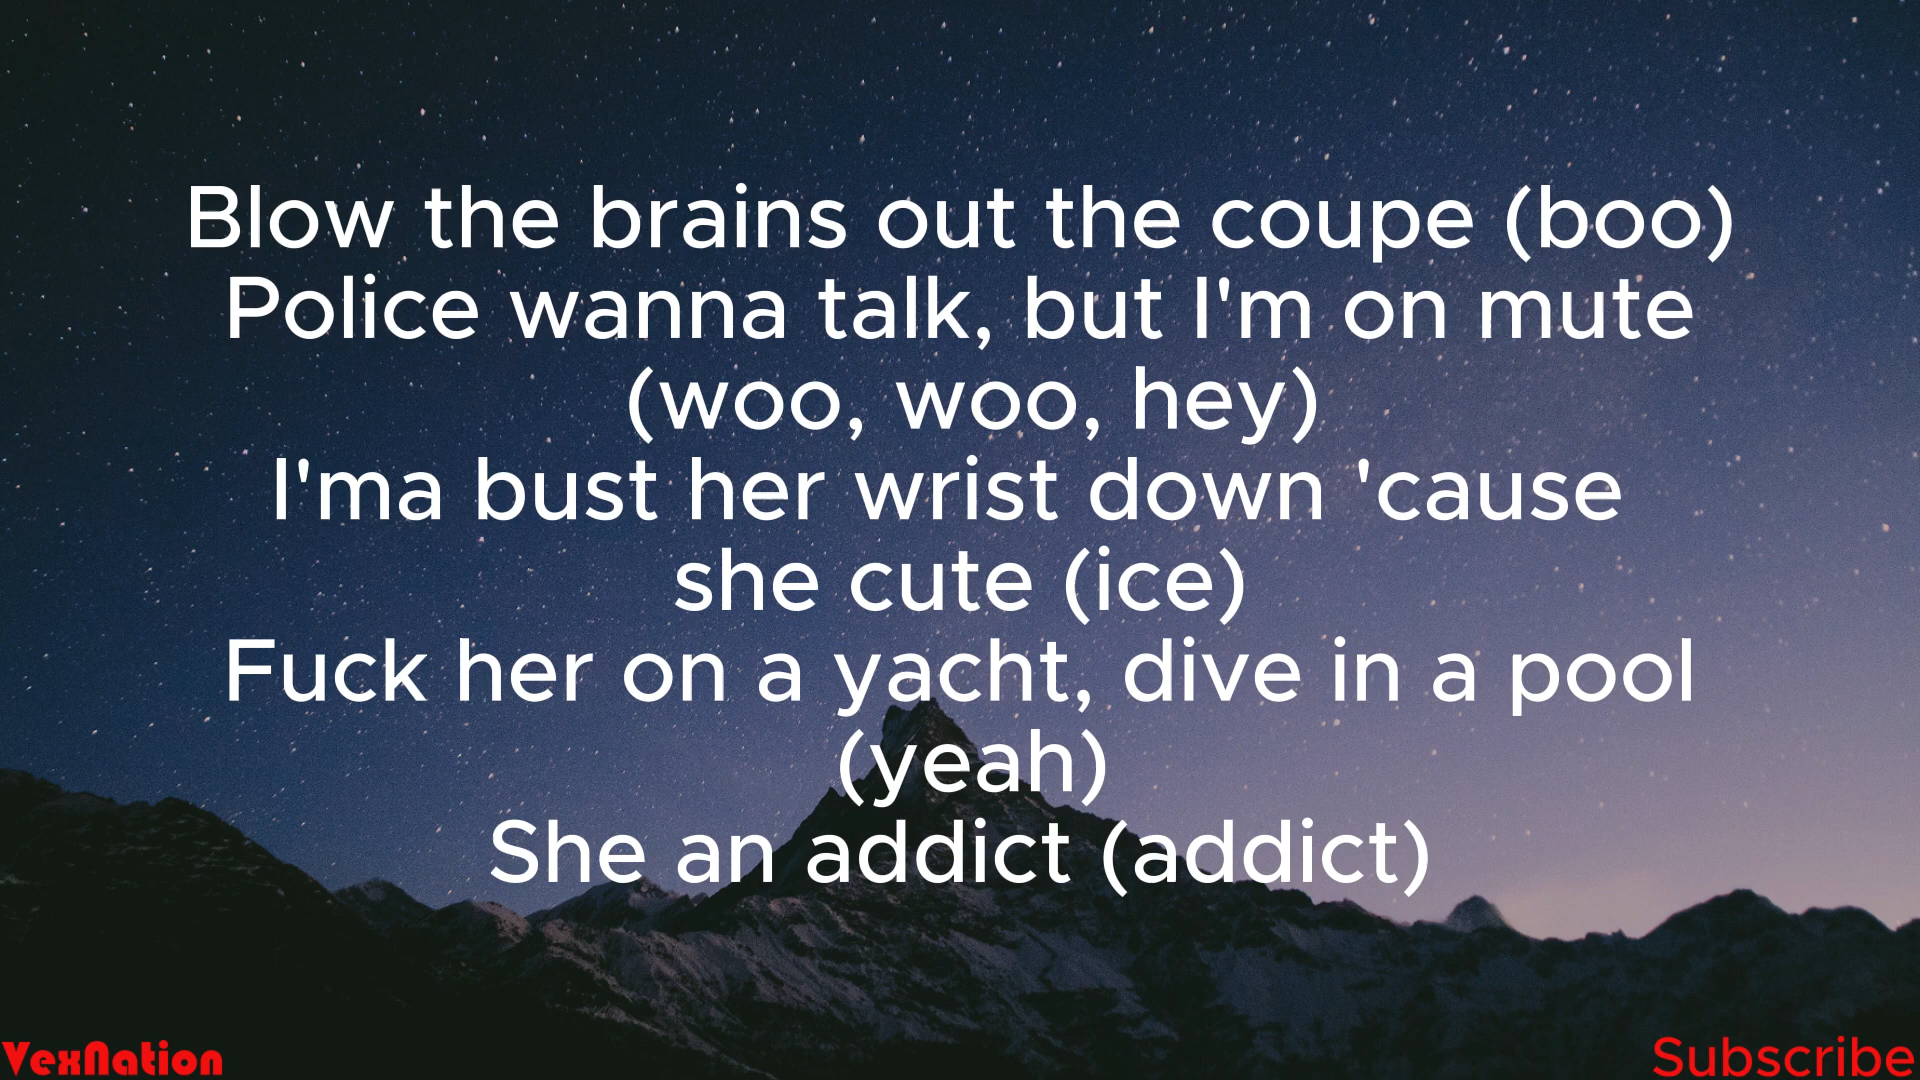 Blow the brains out the coupe (boo)
Police wanna talk, but I'm on mute
(woo, woo, hey)
I'ma bust her wrist down 'cause
she cute (ice)
Fuck her on a yacht, dive in a pool
(yeah)
She an addict (addict)
VexNation
Subscribe